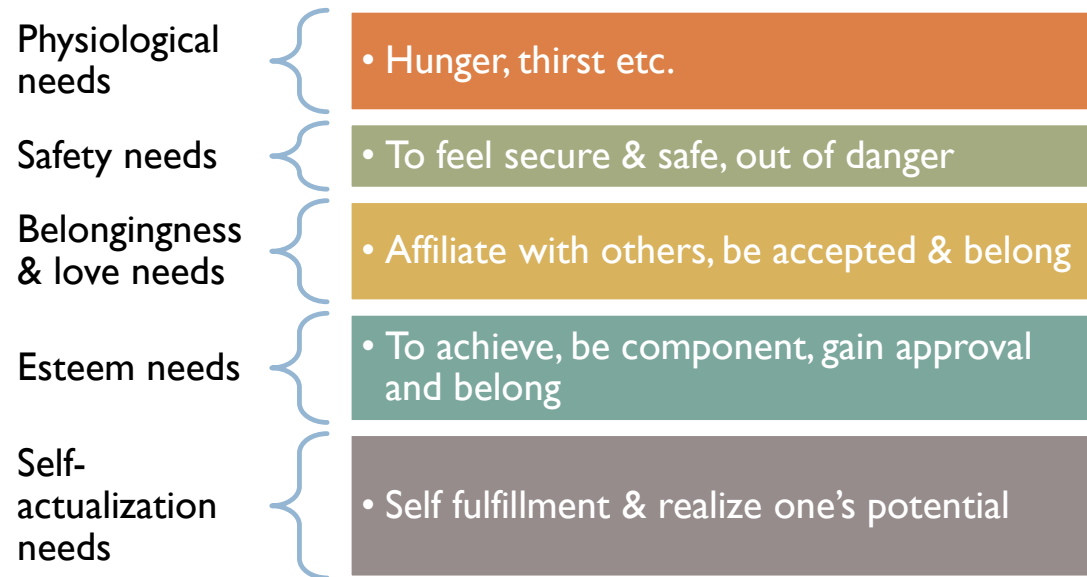 Physiological
needs
• Hunger, thirst etc.
Safety needs
• To feel secure & safe, out of danger
Belongingness
& love needs
• Affiliate with others, be accepted & belong
Esteem needs
• To achieve, be component, gain approval
and belong
Self-
actualization
needs
• Self fulfillment & realize one’s potential